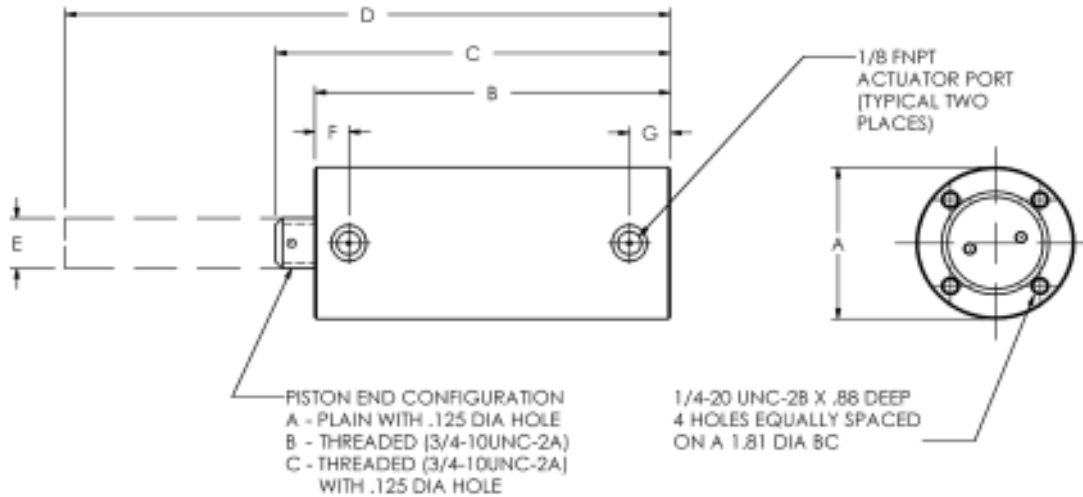 D
C
B
F
G
E
A
1/8 FNPT
ACTUATOR PORT
(TYPICAL TWO
PLACES)
PISTON END CONFIGURATION
A - PLAIN WITH .125 DIA HOLE
B - THREADED (3/4-10UNC-2A)
C - THREADED (3/4-10UNC-2A)
WITH .125 DIA HOLE
1/4-20 UNC-2B X .88 DEEP
4 HOLES EQUALLY SPACED
ON A 1.81 DIA BC